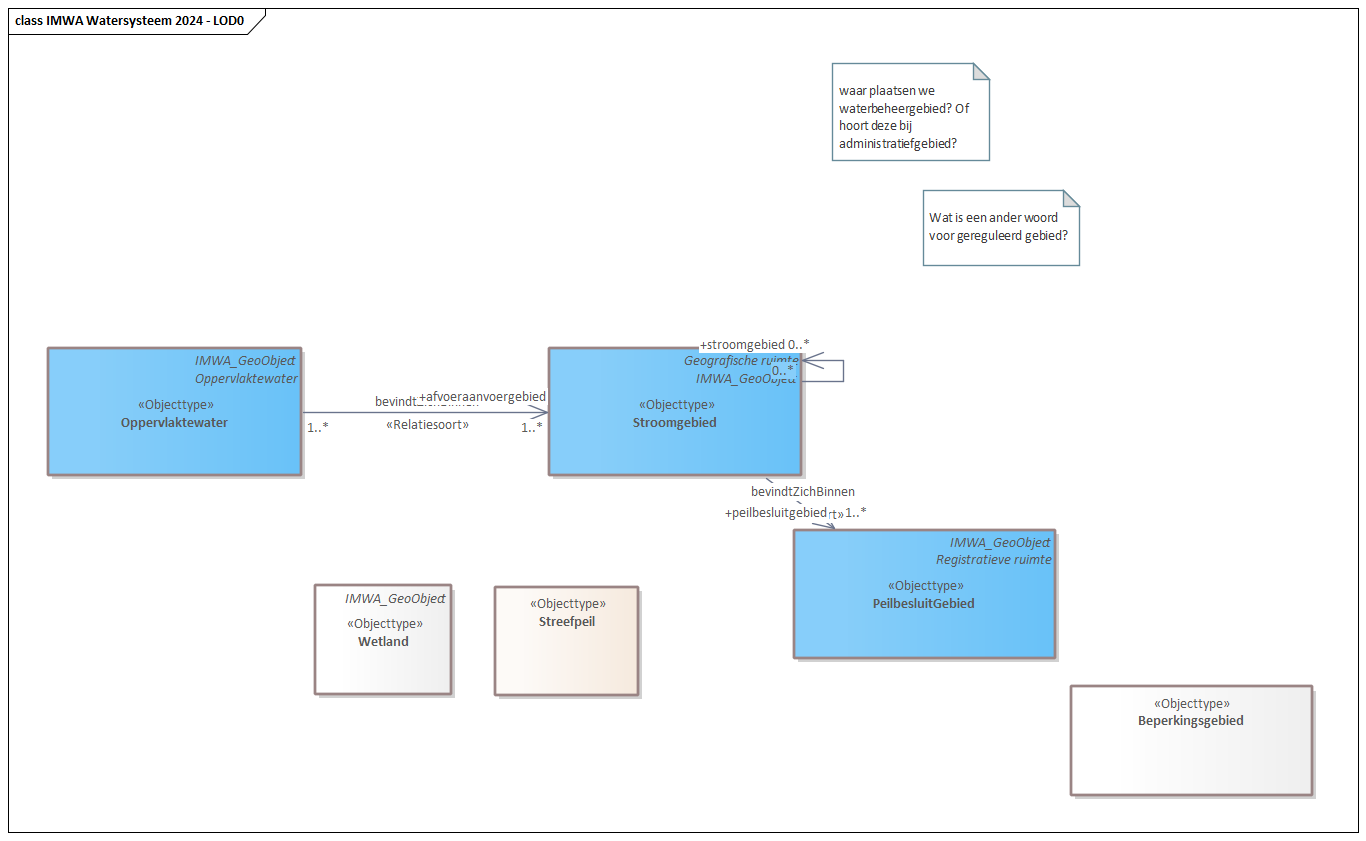 class IMWA Watersysteem 2024 - LOD0
waar plaatsen we
waterbeheergebied? Of
hoort deze bij
administratiefgebied?
Wat is een ander woord
voor gereguleerd gebied?
+stroomgebied 0..*
IMWA_GeoObject
Oppervlaktewater
«Objecttype»
Oppervlaktewater
+afvoeraanvoergebied
1..*
«Relatiesoort»
1..*
Geografische ruimte
0..*
IMWA_GeoObject
«Objecttype»
Stroomgebied
bevindtZichBinnen
+peilbesluitgebied
1..*
IMWA_GeoObject
Registratieve ruimte
«Objecttype»
PeilbesluitGebied
IMWA_GeoObject
«Objecttype»
Wetland
«Objecttype»
Streefpeil
«Objecttype»
Beperkingsgebied